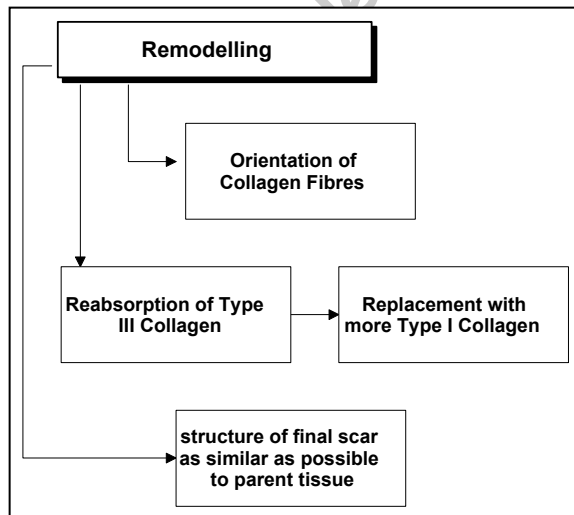 Remodelling
Orientation of
Collagen Fibres
Reabsorption of Type
III Collagen
Replacement with
more Type I Collagen
structure of final scar
as similar as possible
to parent tissue